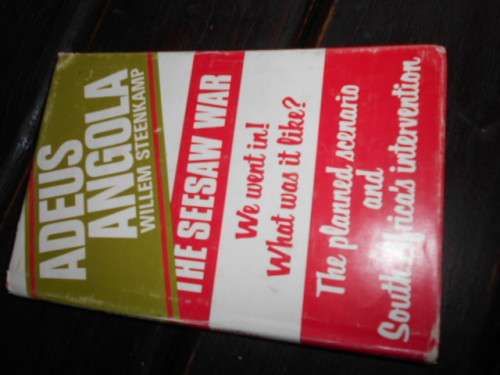 ADEUS
ANGOLA
WILLEM STEENKAMP
THE SEESAW WAR
We went in!
What was it like?
The planned scenario
and
South Africa's intervention